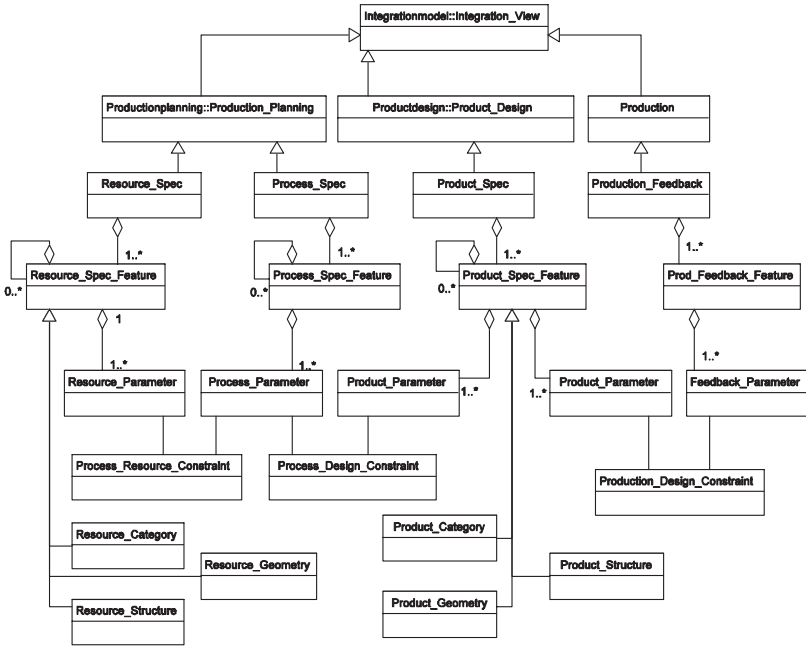 Integrationmodel::Integration_View
Productionplanning::Production_Planning
Productdesign::Product_Design
Production
Resource_Spec
Process_Spec
Product_Spec
Production_Feedback
1..*
1..*
1..*
1..*
Resource_Spec_Feature
Process_Spec_Feature
Product_Spec_Feature
Prod_Feedback_Feature
0..*
0..*
0..*
1
1..*
1..*
1..*
1..*
1..*
Resource_Parameter
Process_Parameter
Product_Parameter
Product_Parameter
Feedback_Parameter
Process_Resource_Constraint
Process_Design_Constraint
Production_Design_Constraint
Resource_Category
Product_Category
Resource_Geometry
Product_Structure
Resource_Structure
Product_Geometry